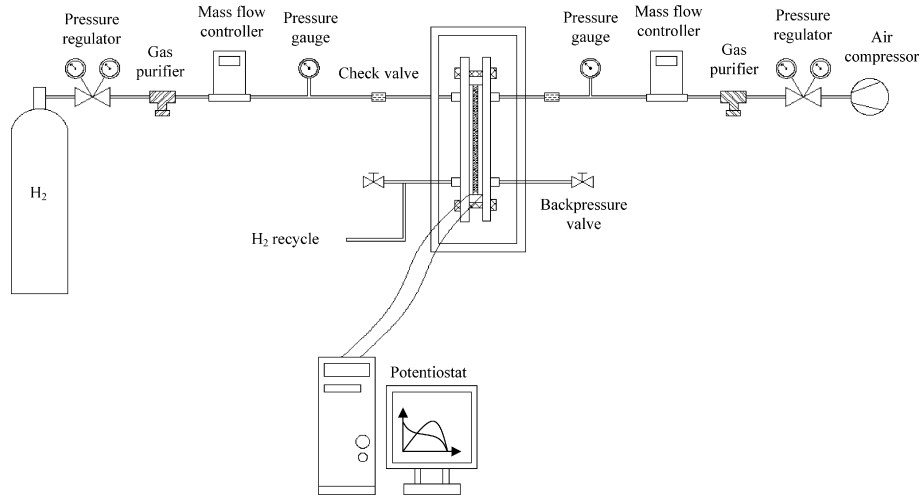 Pressure
regulator
Gas
purifier
Mass flow
controller
Pressure
gauge
Check valve
Pressure
gauge
Mass flow
controller
Gas
purifier
Pressure
regulator
Air
compressor
H₂
H₂ recycle
Backpressure
valve
Potentiostat